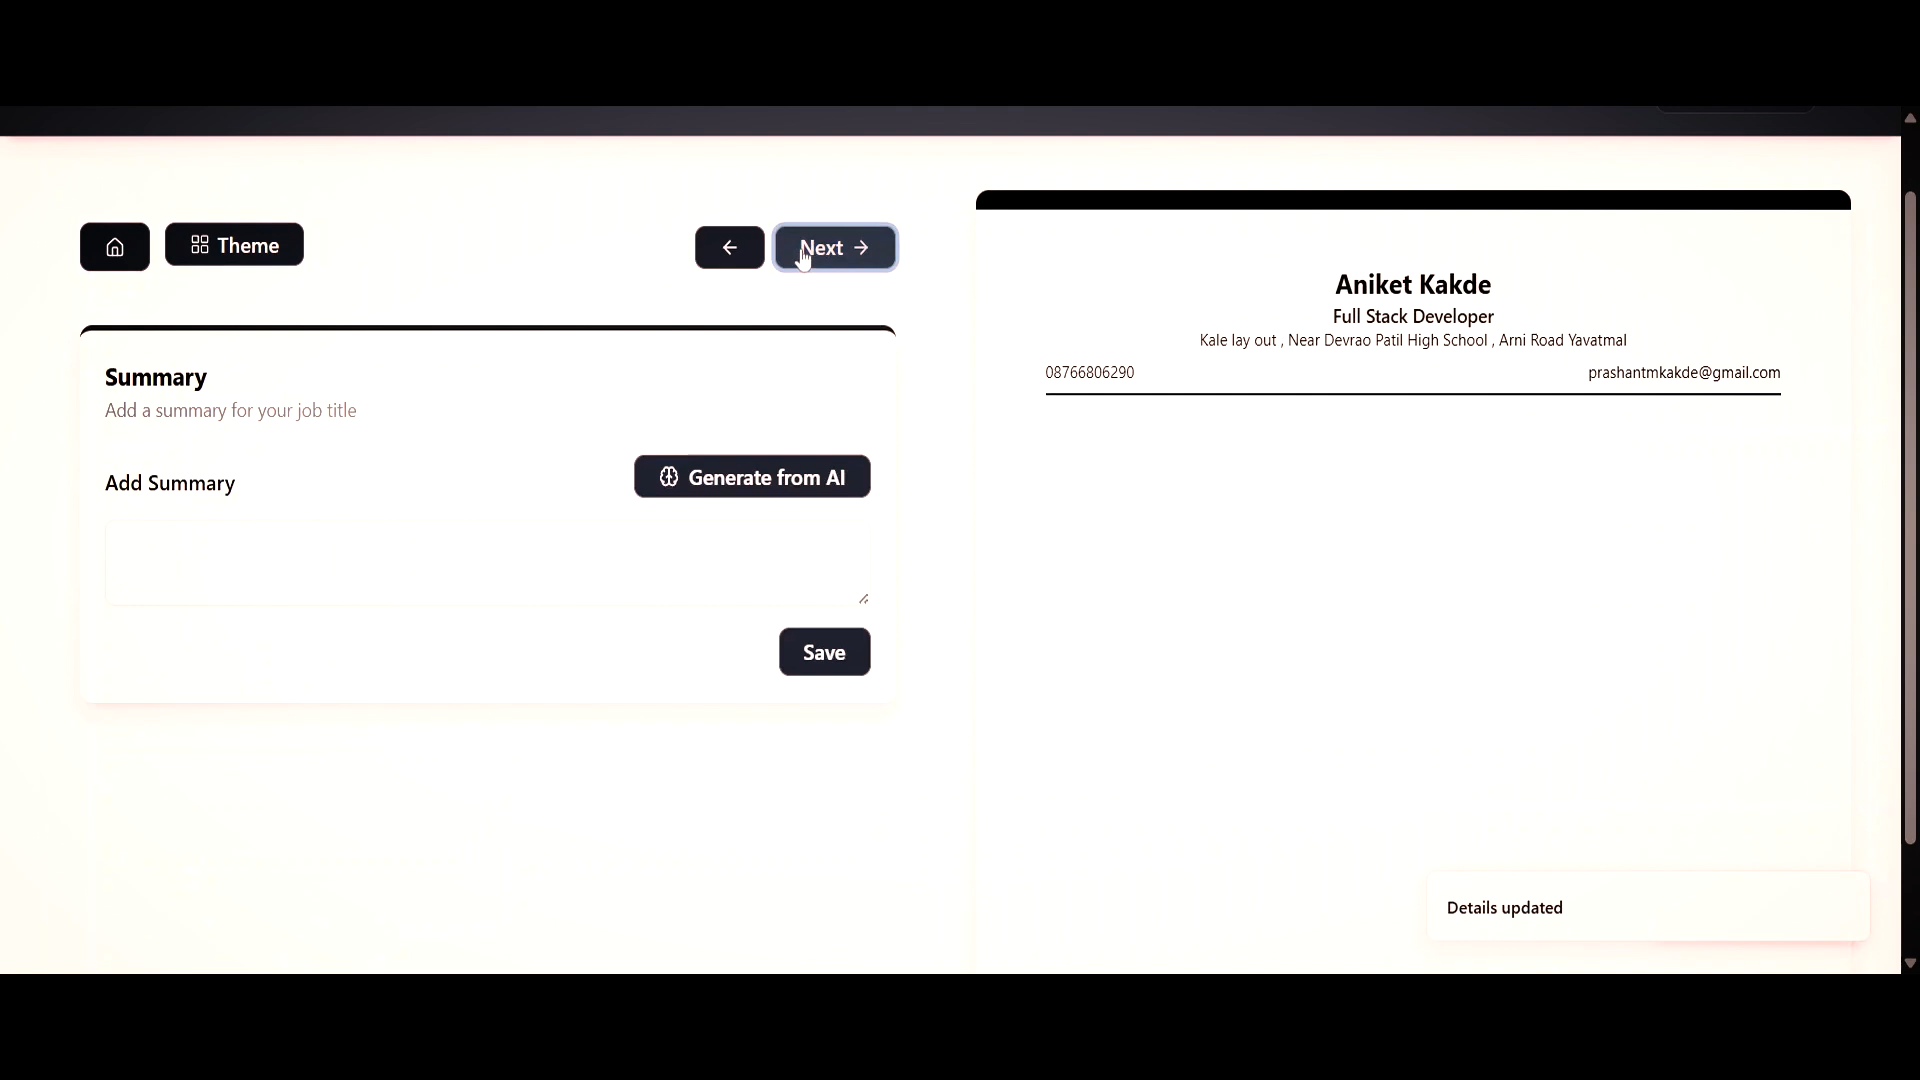 Theme
Next
Summary
Add a summary for your job title
Add Summary
Generate from AI
Save
Aniket Kakde
Full Stack Developer
Kale lay out , Near Devrao Patil High School , Arni Road Yavatmal
08766806290
prashantmkakde@gmail.com
Details updated